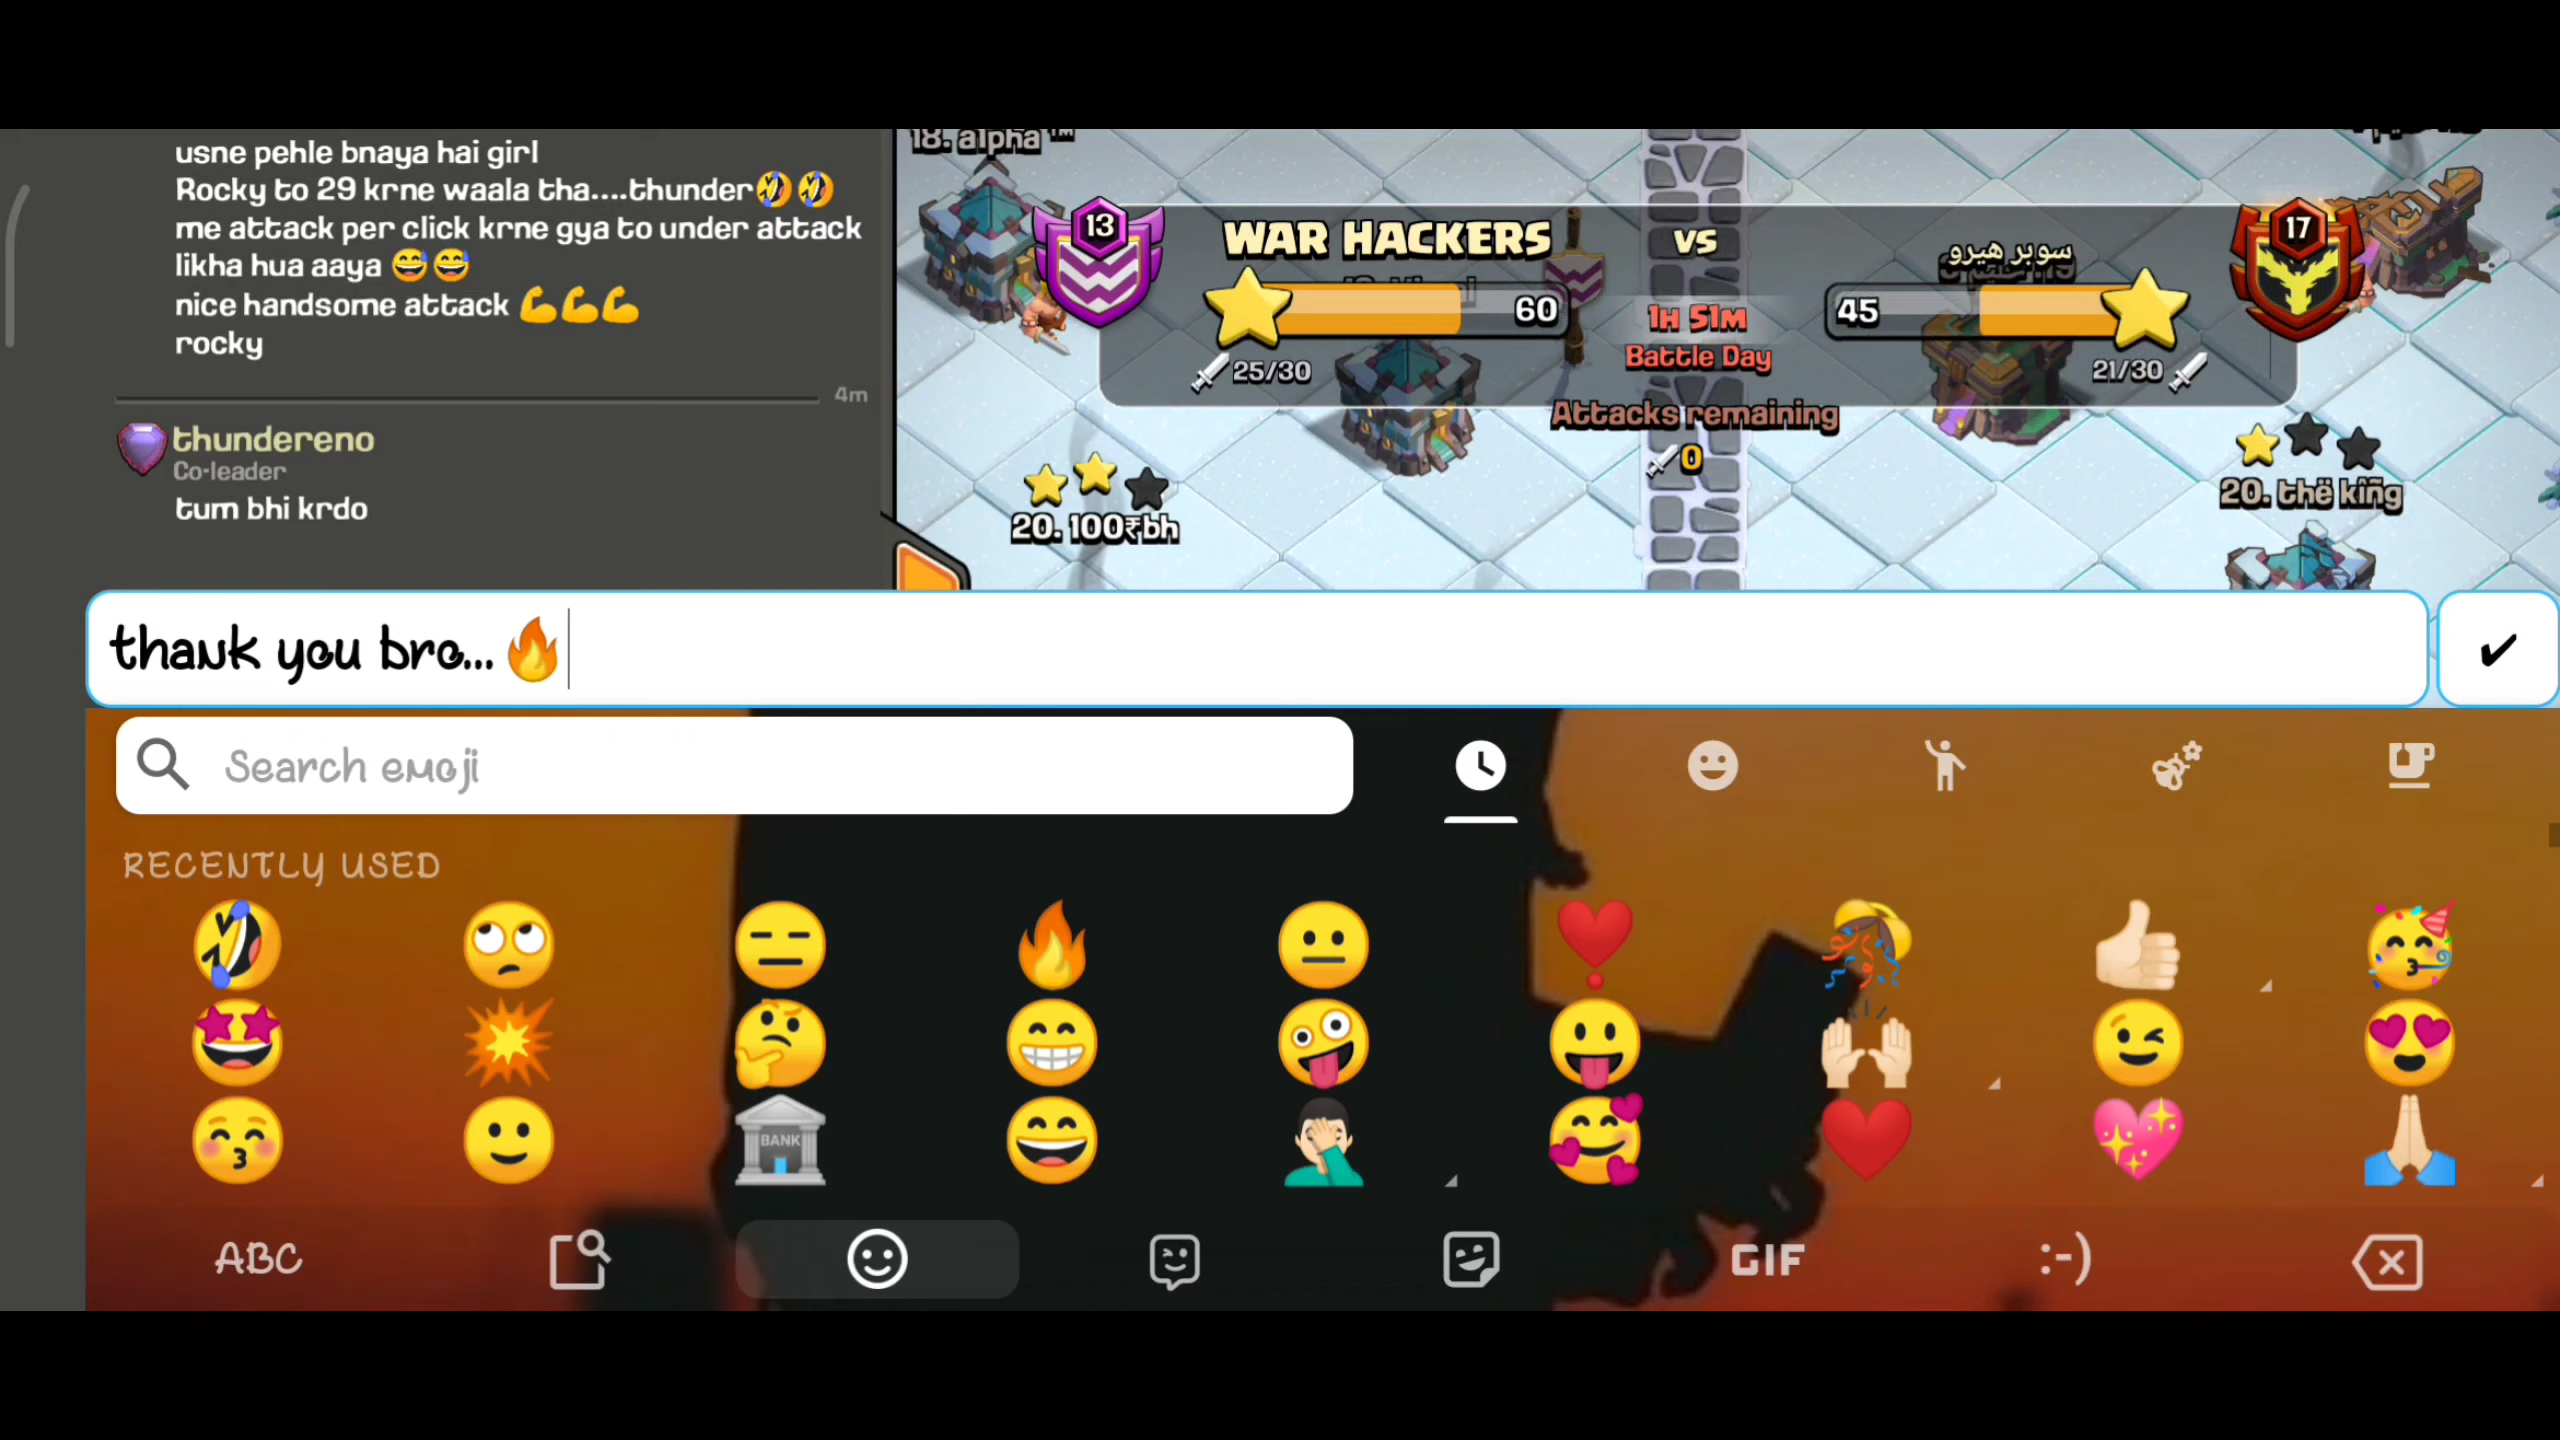 usne pehle bnaya hai girl
Rocky to 29 krne waala tha....thunder🤣🤣
me attack per click krne gya to under attack
likha hua aaya 😅😅
nice handsome attack 💪💪💪
rocky
4m
thundereno
Co-leader
tum bhi krdo
18. alpha™
13
WAR HACKERS
vs
سوبر هيرو
17
60
1H 51M
45
Battle Day
25/30
21/30
Attacks remaining
0
20. 100₹bh
20. thë kiñg
thank you bro...🔥
✔
Search emoji
RECENTLY USED
BANK
ABC
GIF
:-)